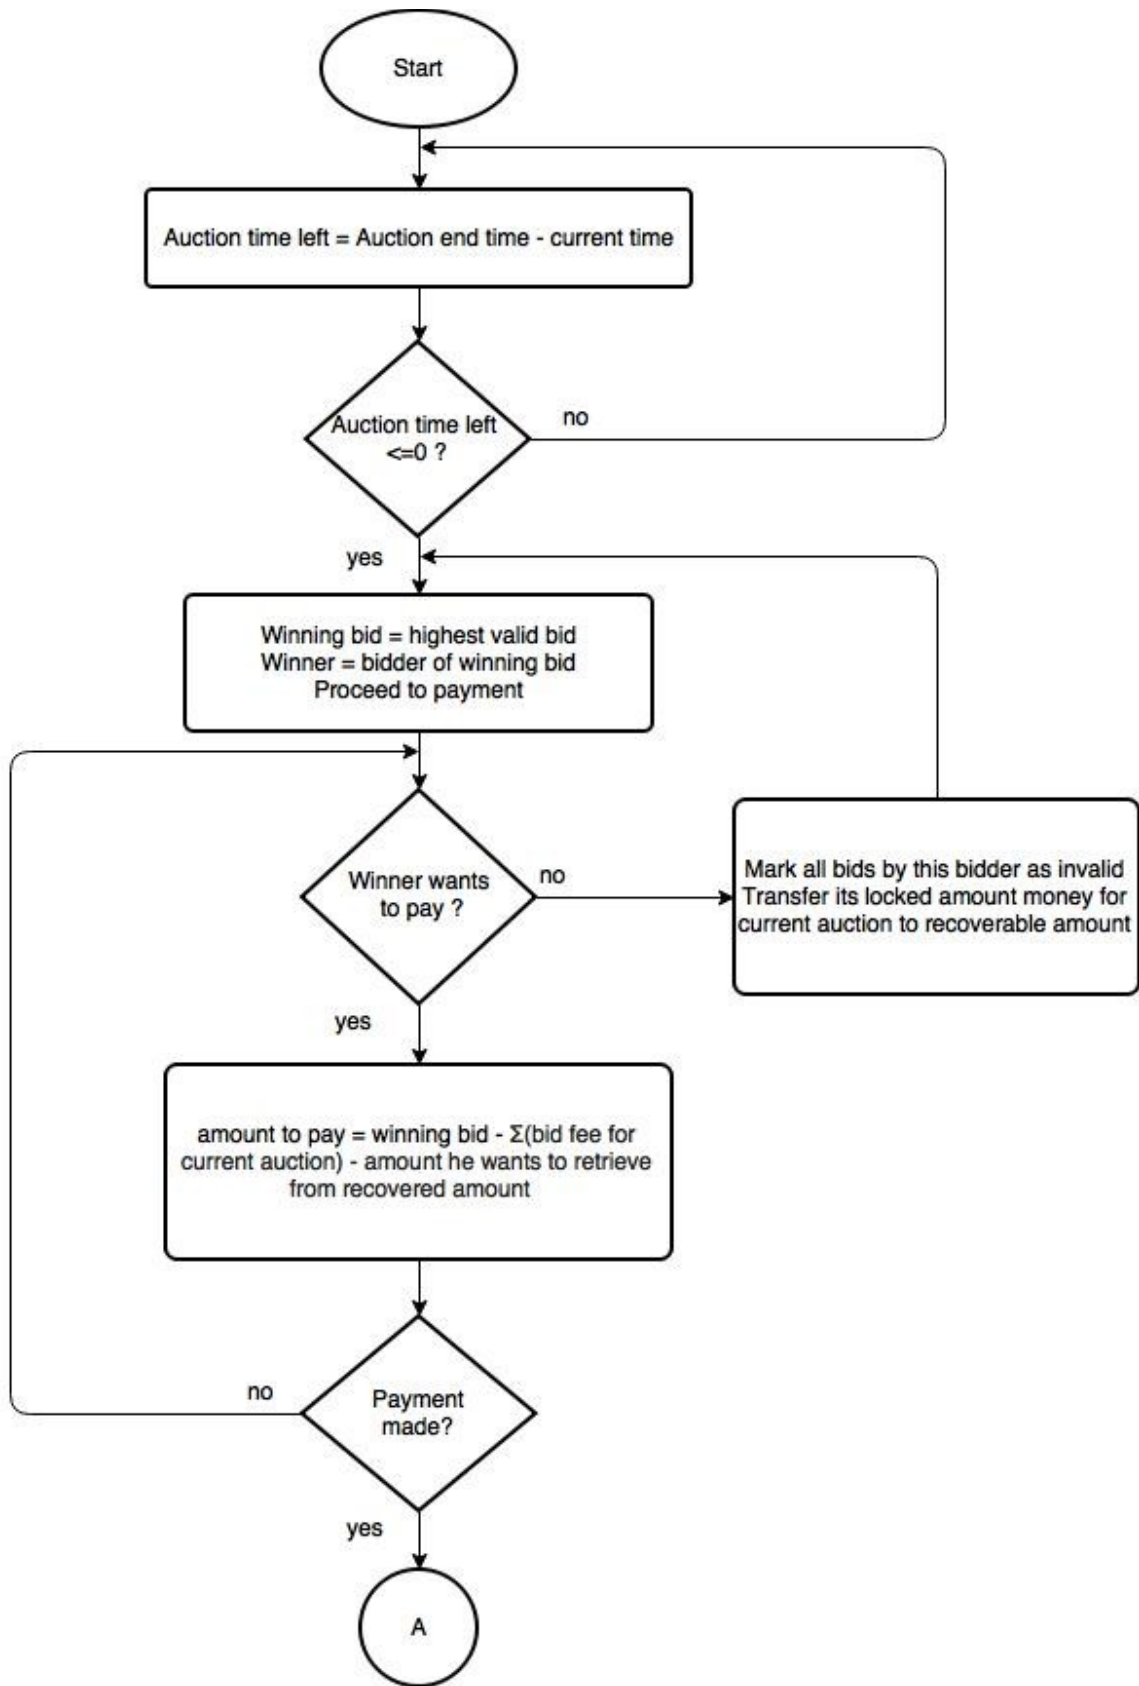 Start
Auction time left = Auction end time - current time
Auction time left
<=0 ?
no
yes
Winning bid = highest valid bid
Winner = bidder of winning bid
Proceed to payment
Winner wants
to pay ?
no
Mark all bids by this bidder as invalid
Transfer its locked amount money for
current auction to recoverable amount
yes
amount to pay = winning bid - Σ(bid fee for
current auction) - amount he wants to retrieve
from recovered amount
Payment
made?
no
yes
A